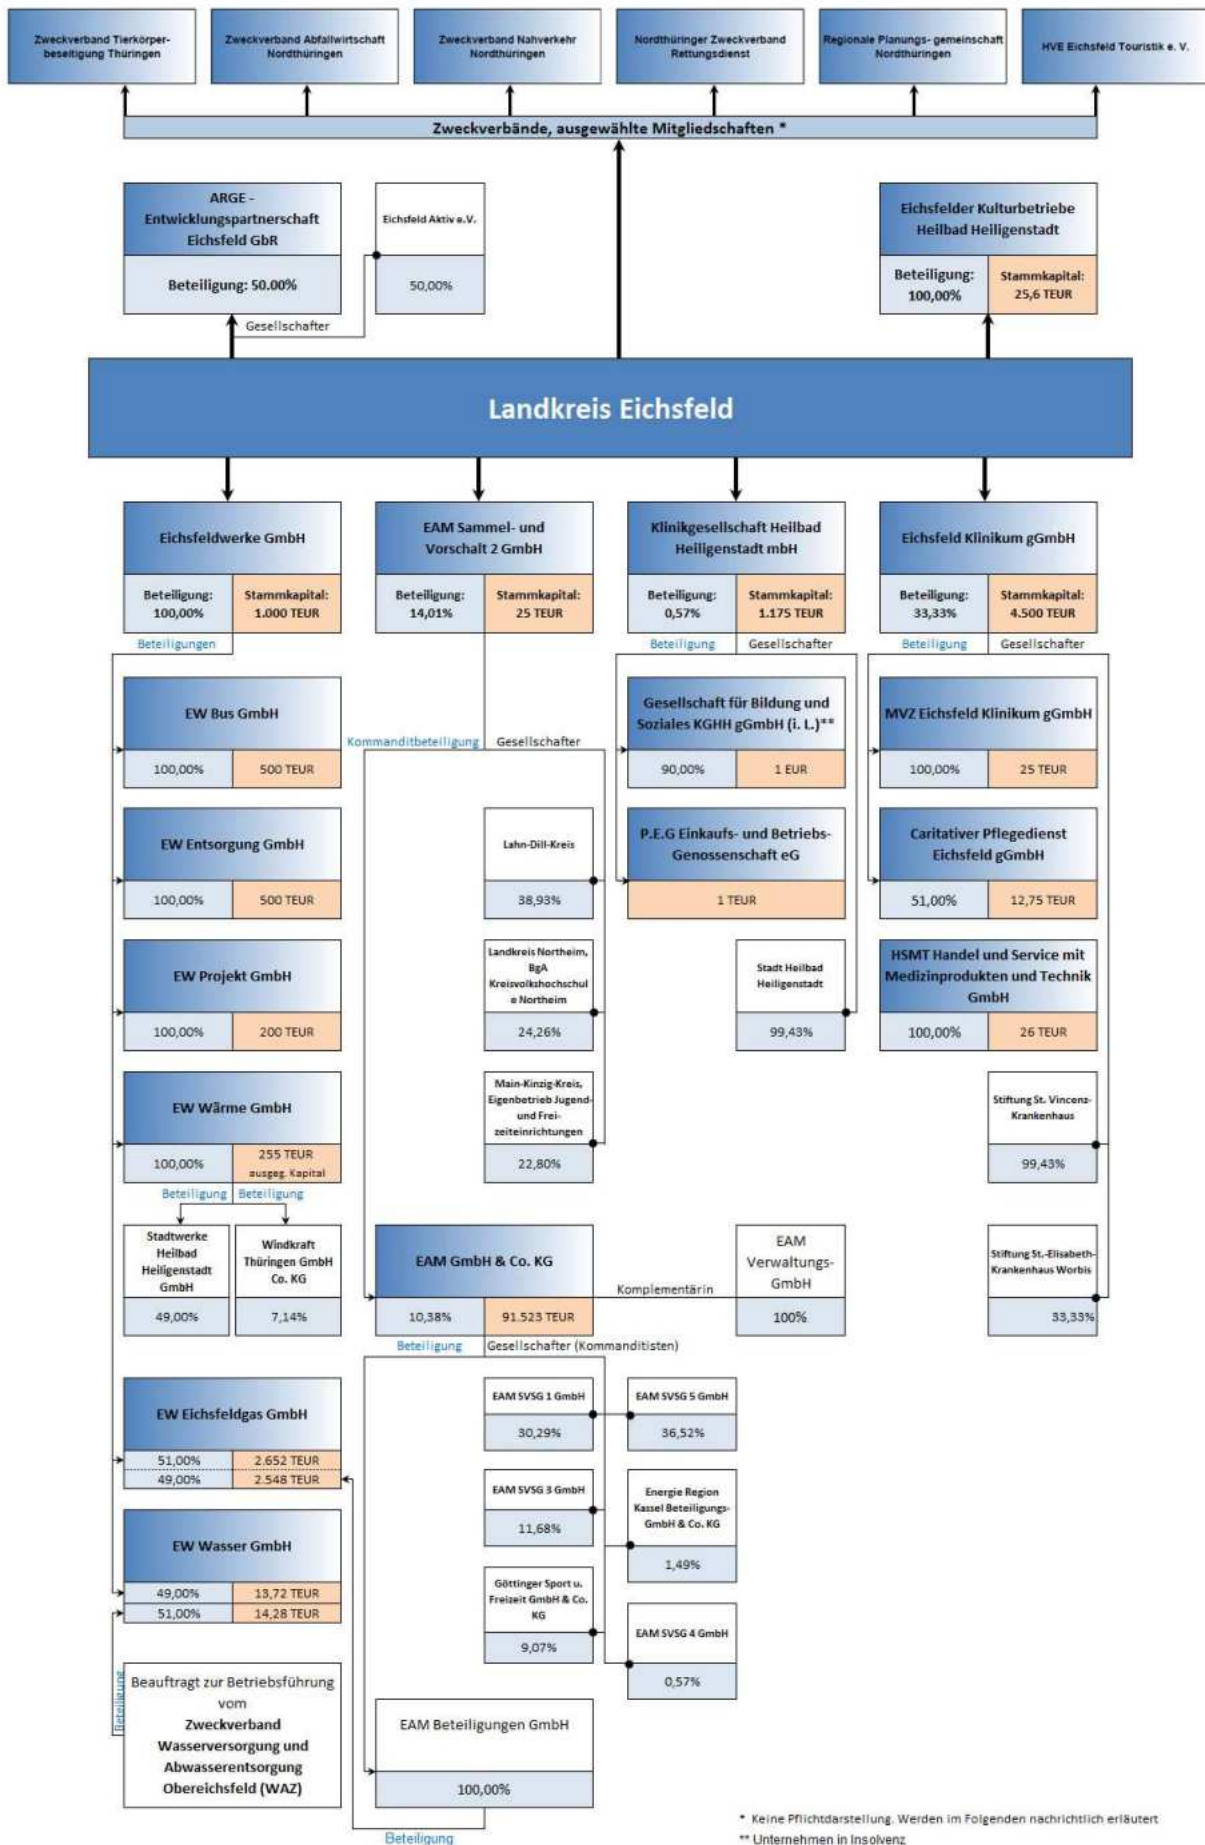 Zweckverband Tierkörper-
beseitigung Thüringen
Zweckverband Abfallwirtschaft
Nordthüringen
Zweckverband Nahverkehr
Nordthüringen
Nordthüringer Zweckverband
Rettungsdienst
Regionale Planungs- gemeinschaft
Nordthüringen
HVE Eichsfeld Touristik e. V.
Zweckverbände, ausgewählte Mitgliedschaften *
ARGE -
Entwicklungspartnerschaft
Eichsfeld GbR
Beteiligung: 50.00%
Eichsfeld Aktiv e.V.
50,00%
Gesellschafter
Eichsfelder Kulturbetriebe
Heilbad Heiligenstadt
Beteiligung:
100,00%
Stammkapital:
25,6 TEUR
Landkreis Eichsfeld
Eichsfeldwerke GmbH
Beteiligung:
100,00%
Stammkapital:
1.000 TEUR
Beteiligungen
EAM Sammel- und
Vorschalt 2 GmbH
Beteiligung:
14,01%
Stammkapital:
25 TEUR
Klinikgesellschaft Heilbad
Heiligenstadt mbH
Beteiligung:
0,57%
Stammkapital:
1.175 TEUR
Beteiligung
Gesellschafter
Eichsfeld Klinikum gGmbH
Beteiligung:
33,33%
Stammkapital:
4.500 TEUR
Beteiligung
Gesellschafter
EW Bus GmbH
100,00%
500 TEUR
Kommanditbeteiligung
Gesellschafter
Gesellschaft für Bildung und
Soziales KGHH gGmbH (i. L.)**
90,00%
1 EUR
MVZ Eichsfeld Klinikum gGmbH
100,00%
25 TEUR
EW Entsorgung GmbH
100,00%
500 TEUR
Lahn-Dill-Kreis
38,93%
P.E.G Einkaufs- und Betriebs-
Genossenschaft eG
1 TEUR
Caritativer Pflegedienst
Eichsfeld gGmbH
51,00%
12,75 TEUR
EW Projekt GmbH
100,00%
200 TEUR
Landkreis Northeim,
BgA
Kreisvolkshochschul
e Northeim
24,26%
Stadt Heilbad
Heiligenstadt
99,43%
HSMT Handel und Service mit
Medizinprodukten und Technik
GmbH
100,00%
26 TEUR
EW Wärme GmbH
100,00%
255 TEUR
ausgeg. Kapital
Beteiligung
Beteiligung
Main-Kinzig-Kreis,
Eigenbetrieb Jugend-
und Frei-
zeiteinrichtungen
22,80%
Stiftung St. Vincenz-
Krankenhaus
99,43%
Stadtwerke
Heilbad
Heiligenstadt
GmbH
49,00%
Windkraft
Thüringen GmbH
Co. KG
7,14%
EAM GmbH & Co. KG
10,38%
91.523 TEUR
Komplementärin
EAM
Verwaltungs-
GmbH
100%
Stiftung St.-Elisabeth-
Krankenhaus Worbis
33,33%
Beteiligung
Gesellschafter (Kommanditisten)
EW Eichsfeldgas GmbH
51,00%
2.652 TEUR
49,00%
2.548 TEUR
EAM SVSG 1 GmbH
30,29%
EAM SVSG 5 GmbH
36,52%
EAM SVSG 3 GmbH
11,68%
Energie Region
Kassel Beteiligungs-
GmbH & Co. KG
1,49%
EW Wasser GmbH
49,00%
13,72 TEUR
51,00%
14,28 TEUR
Göttinger Sport u.
Freizeit GmbH & Co.
KG
9,07%
EAM SVSG 4 GmbH
0,57%
Beteiligung
Beauftragt zur Betriebsführung
vom
Zweckverband
Wasserversorgung und
Abwasserentsorgung
Obereichsfeld (WAZ)
EAM Beteiligungen GmbH
100,00%
Beteiligung
* Keine Pflichtdarstellung. Werden im Folgenden nachrichtlich erläutert
** Unternehmen in Insolvenz